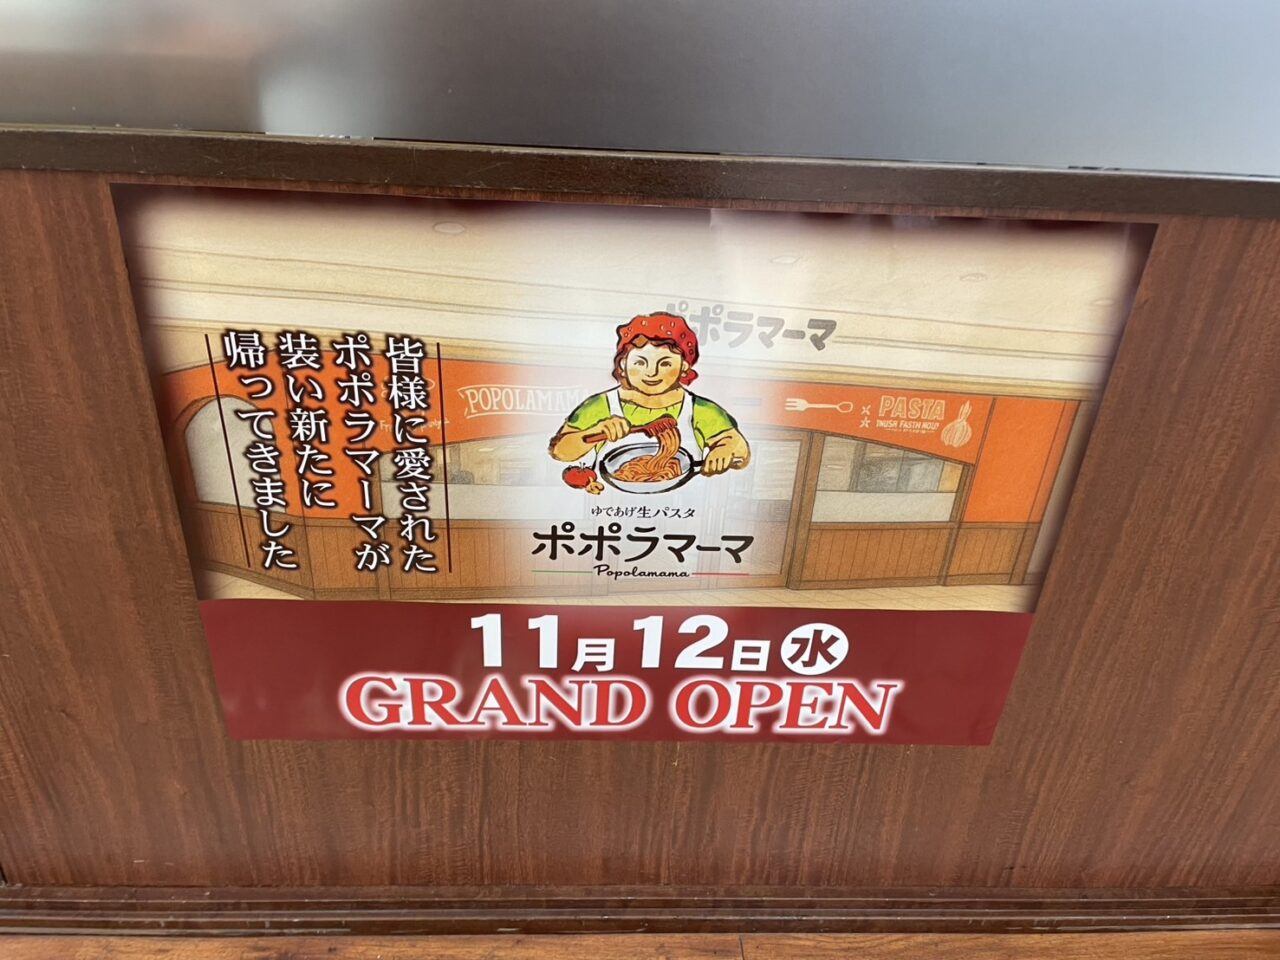 皆様に愛された
ポポラマーマが
装い新たに
帰ってきました
ポポラマーマ
POPOLAMAMA
PASTA
ゆであげ生パスタ
ポポラマーマ
Popolamama
11月12日㊌
GRAND OPEN